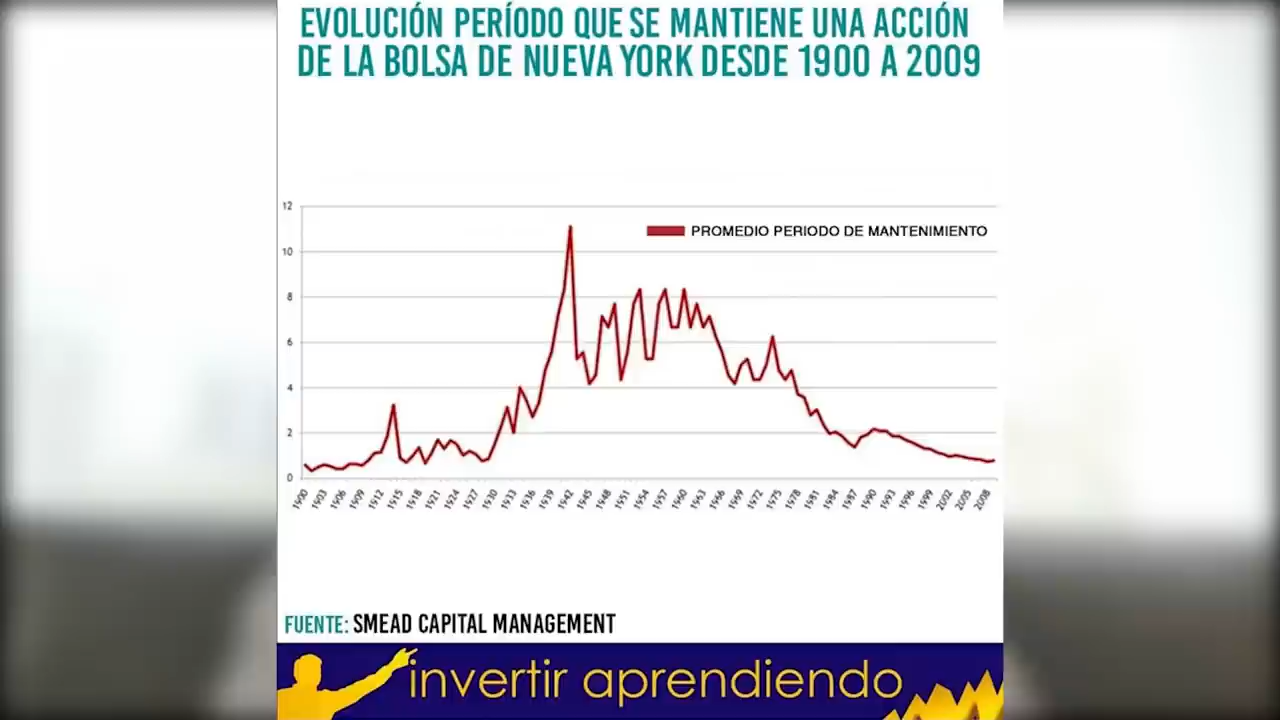 EVOLUCIÓN PERÍODO QUE SE MANTIENE UNA ACCIÓN
DE LA BOLSA DE NUEVA YORK DESDE 1900 A 2009
12
PROMEDIO PERIODO DE MANTENIMIENTO
10
8
6
4
2
0
1900 1903 1906 1909 1912 1915 1918 1921 1924 1927 1930 1933 1936 1939 1942 1945 1948 1951 1954 1957 1960 1963 1966 1969 1972 1975 1978 1981 1984 1987 1990 1993 1996 1999 2002 2005 2008
FUENTE: SMEAD CAPITAL MANAGEMENT
invertir aprendiendo